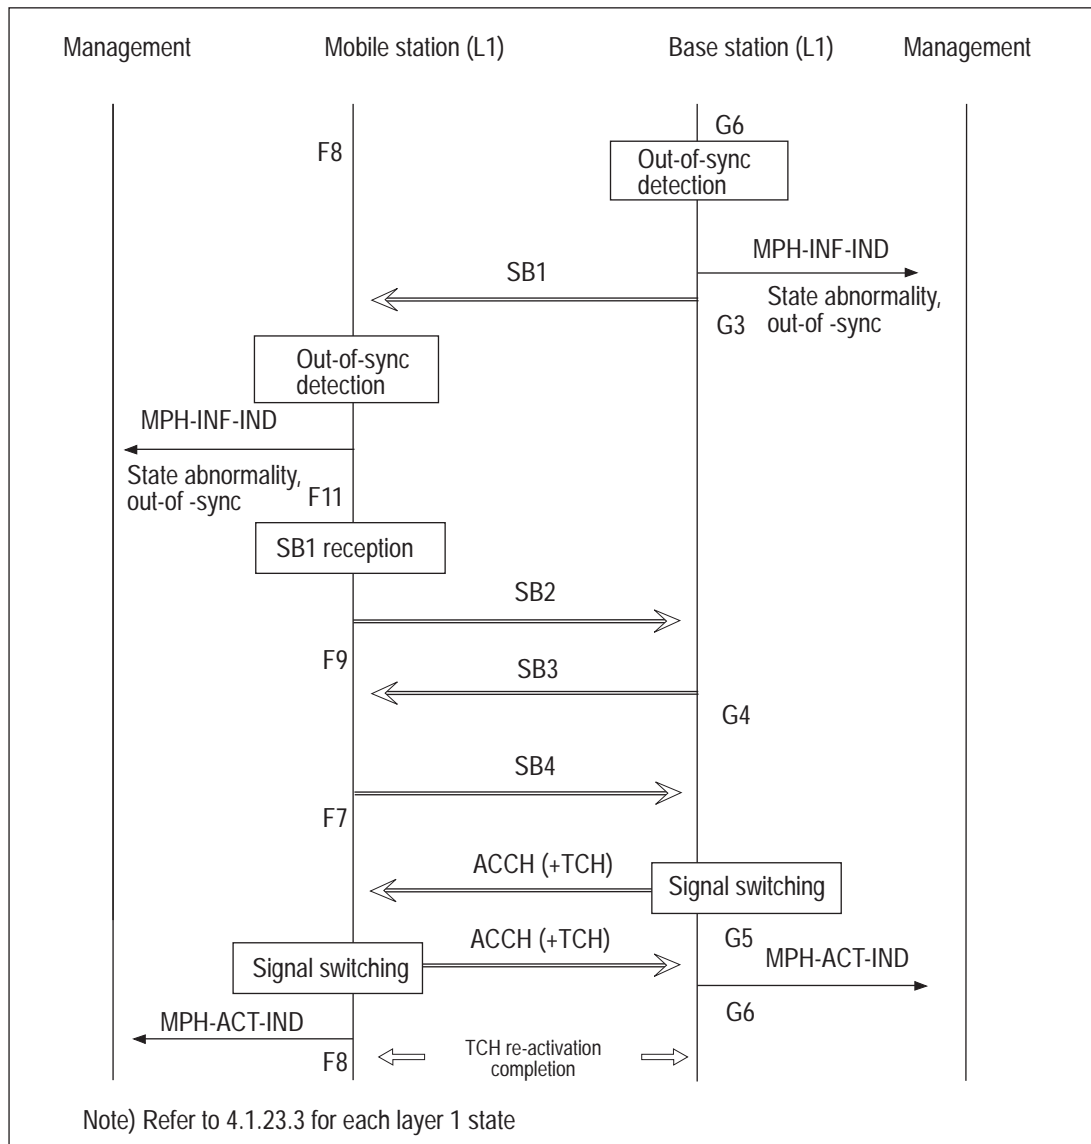 Management
Mobile station (L1)
Base station (L1)
Management
G6
F8
Out-of-sync
detection
MPH-INF-IND
SB1
State abnormality,
out-of -sync
G3
Out-of-sync
detection
MPH-INF-IND
State abnormality,
out-of -sync
F11
SB1 reception
SB2
F9
SB3
G4
SB4
F7
ACCH (+TCH)
Signal switching
G5
ACCH (+TCH)
MPH-ACT-IND
Signal switching
G6
MPH-ACT-IND
F8
TCH re-activation
completion
Note) Refer to 4.1.23.3 for each layer 1 state